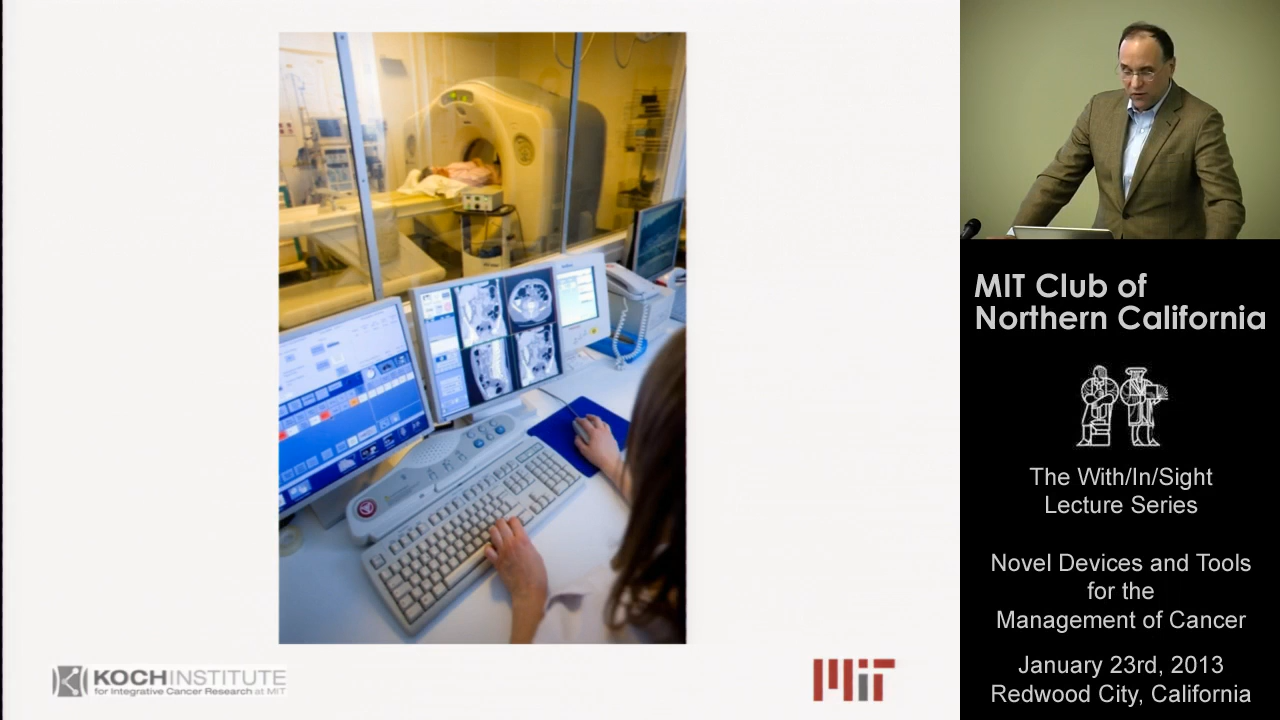 KOCH INSTITUTE
for Integrative Cancer Research at MIT
MIT
MIT Club of
Northern California
The With/In/Sight
Lecture Series
Novel Devices and Tools
for the
Management of Cancer
January 23rd, 2013
Redwood City, California